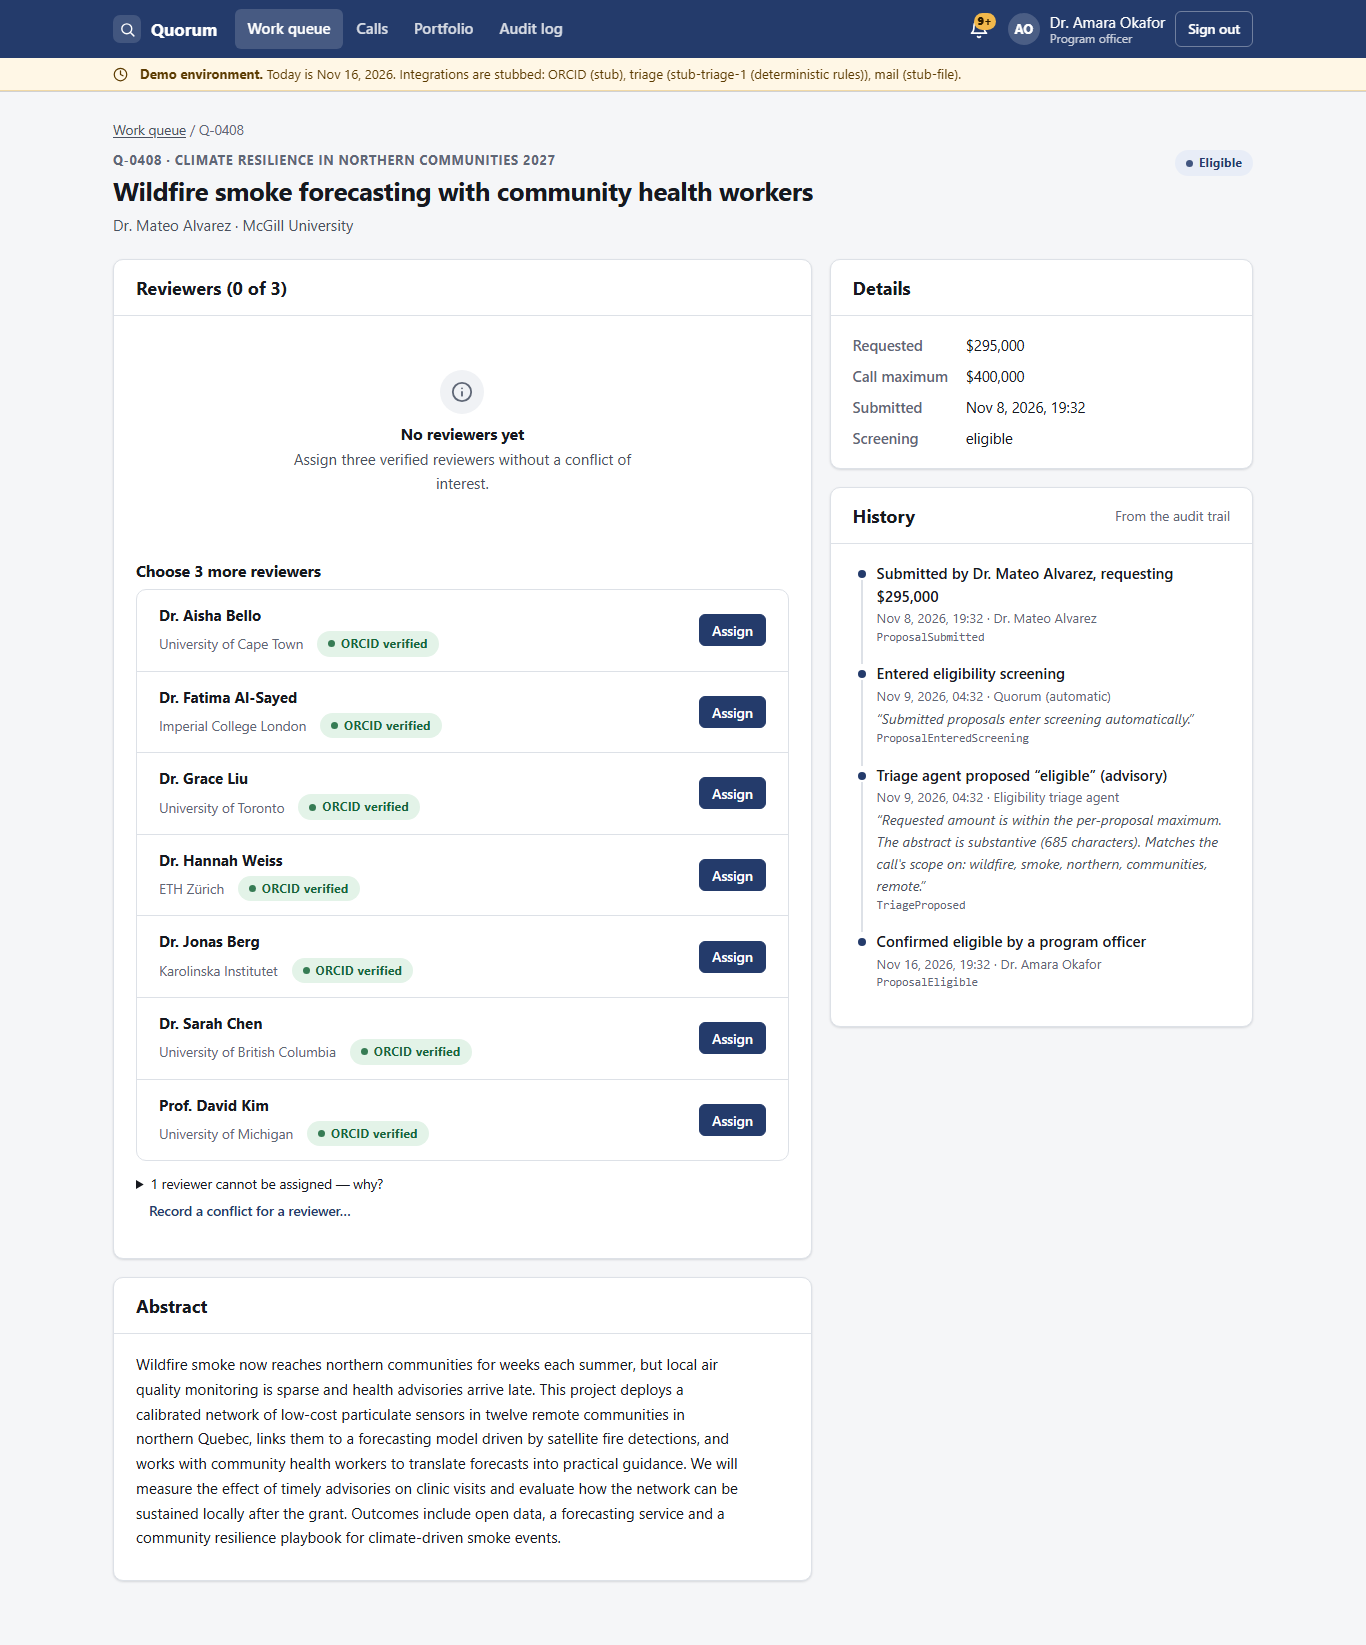 Quorum
Work queue
Calls
Portfolio
Audit log
9+
AO
Dr. Amara Okafor
Program officer
Sign out
Demo environment. Today is Nov 16, 2026. Integrations are stubbed: ORCID (stub), triage (stub-triage-1 (deterministic rules)), mail (stub-file).
Work queue / Q-0408
Q-0408 · CLIMATE RESILIENCE IN NORTHERN COMMUNITIES 2027
Eligible
Wildfire smoke forecasting with community health workers
Dr. Mateo Alvarez · McGill University
Reviewers (0 of 3)
No reviewers yet
Assign three verified reviewers without a conflict of
interest.
Choose 3 more reviewers
Dr. Aisha Bello
University of Cape Town
ORCID verified
Assign
Dr. Fatima Al-Sayed
Imperial College London
ORCID verified
Assign
Dr. Grace Liu
University of Toronto
ORCID verified
Assign
Dr. Hannah Weiss
ETH Zürich
ORCID verified
Assign
Dr. Jonas Berg
Karolinska Institutet
ORCID verified
Assign
Dr. Sarah Chen
University of British Columbia
ORCID verified
Assign
Prof. David Kim
University of Michigan
ORCID verified
Assign
1 reviewer cannot be assigned — why?
Record a conflict for a reviewer...
Abstract
Wildfire smoke now reaches northern communities for weeks each summer, but local air
quality monitoring is sparse and health advisories arrive late. This project deploys a
calibrated network of low-cost particulate sensors in twelve remote communities in
northern Quebec, links them to a forecasting model driven by satellite fire detections, and
works with community health workers to translate forecasts into practical guidance. We will
measure the effect of timely advisories on clinic visits and evaluate how the network can be
sustained locally after the grant. Outcomes include open data, a forecasting service and a
community resilience playbook for climate-driven smoke events.
Details
Requested $295,000
Call maximum $400,000
Submitted Nov 8, 2026, 19:32
Screening eligible
History
From the audit trail
Submitted by Dr. Mateo Alvarez, requesting
$295,000
Nov 8, 2026, 19:32 · Dr. Mateo Alvarez
ProposalSubmitted
Entered eligibility screening
Nov 9, 2026, 04:32 · Quorum (automatic)
“Submitted proposals enter screening automatically.”
ProposalEnteredScreening
Triage agent proposed “eligible” (advisory)
Nov 9, 2026, 04:32 · Eligibility triage agent
“Requested amount is within the per-proposal maximum.
The abstract is substantive (685 characters). Matches the
call's scope on: wildfire, smoke, northern, communities,
remote.”
TriageProposed
Confirmed eligible by a program officer
Nov 16, 2026, 19:32 · Dr. Amara Okafor
ProposalEligible